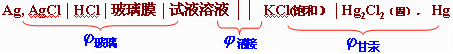 Ag, AgCl | HCl | 玻璃膜 | 试液溶液 | | KCl(饱和) | Hg₂Cl₂ (固), Hg
φ玻璃 φ液接 φ甘汞